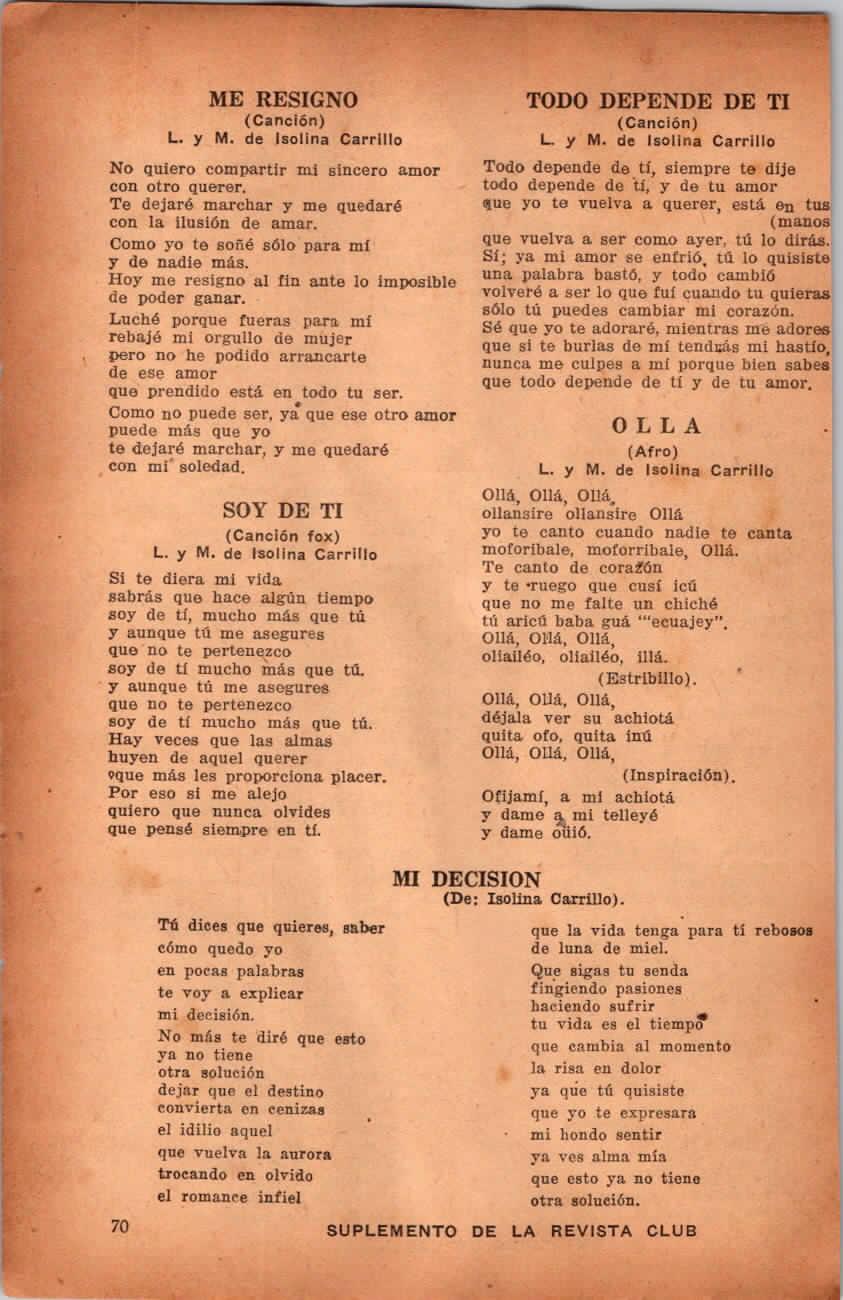 ME RESIGNO
(Canción)
L. y M. de Isolina Carrillo
No quiero compartir mi sincero amor
con otro querer.
Te dejaré marchar y me quedaré
con la ilusión de amar.
Como yo te soñé sólo para mí
y de nadie más.
Hoy me resigno al fin ante lo imposible
de poder ganar.
Luché porque fueras para mí
rebajé mi orgullo de mujer
pero no he podido arrancarte
de ese amor
que prendido está en todo tu ser.
Como no puede ser, ya que ese otro amor
puede más que yo
te dejaré marchar, y me quedaré
con mi soledad.
SOY DE TI
(Canción fox)
L. y M. de Isolina Carrillo
Si te diera mi vida
sabrás que hace algún tiempo
soy de tí, mucho más que tú
y aunque tú me asegures
que no te pertenezco
soy de tí mucho más que tú.
y aunque tú me asegures
que no te pertenezco
soy de tí mucho más que tú.
Hay veces que las almas
huyen de aquel querer
que más les proporciona placer.
Por eso si me alejo
quiero que nunca olvides
que pensé siempre en tí.
TODO DEPENDE DE TI
(Canción)
L. y M. de Isolina Carrillo
Todo depende de tí, siempre te dije
todo depende de tí, y de tu amor
que yo te vuelva a querer, está en tus
(manos
que vuelva a ser como ayer, tú lo dirás.
Sí; ya mi amor se enfrió, tú lo quisiste
una palabra bastó, y todo cambió
volveré a ser lo que fuí cuando tu quieras
sólo tú puedes cambiar mi corazón.
Sé que yo te adoraré, mientras me adores
que si te burlas de mí tendrás mi hastío,
nunca me culpes a mí porque bien sabes
que todo depende de tí y de tu amor.
OLLA
(Afro)
L. y M. de Isolina Carrillo
Ollá, Ollá, Ollá,
ollansire ollansire Ollá
yo te canto cuando nadie te canta
moforibale, moforribale, Ollá.
Te canto de corazón
y te ruego que cusí icú
que no me falte un chiché
tú aricú baba guá "'ecuajey".
Ollá, Ollá, Ollá,
oliailéo, oliailéo, illá.
(Estribillo).
Ollá, Ollá, Ollá,
déjala ver su achiotá
quita ofo, quita inú
Ollá, Ollá, Ollá,
(Inspiración).
Ofijamí, a mi achiotá
y dame a mi telleyé
y dame
MI DECISION
(De: Isolina Carrillo).
Tú dices que quieres, saber
cómo quedo yo
en pocas palabras
te voy a explicar
mi decisión.
No más te diré que esto
ya no tiene
otra solución
dejar que el destino
convierta en cenizas
el idilio aquel
que vuelva la aurora
trocando en olvido
el romance infiel
que la vida tenga para tí rebosos
de luna de miel.
Que sigas tu senda
fingiendo pasiones
haciendo sufrir
tu vida es el tiempo
que cambia al momento
la risa en dolor
ya que tú quisiste
que yo te expresara
mi hondo sentir
ya ves alma mía
que esto ya no tiene
otra solución.
70
SUPLEMENTO DE LA REVISTA CLUB